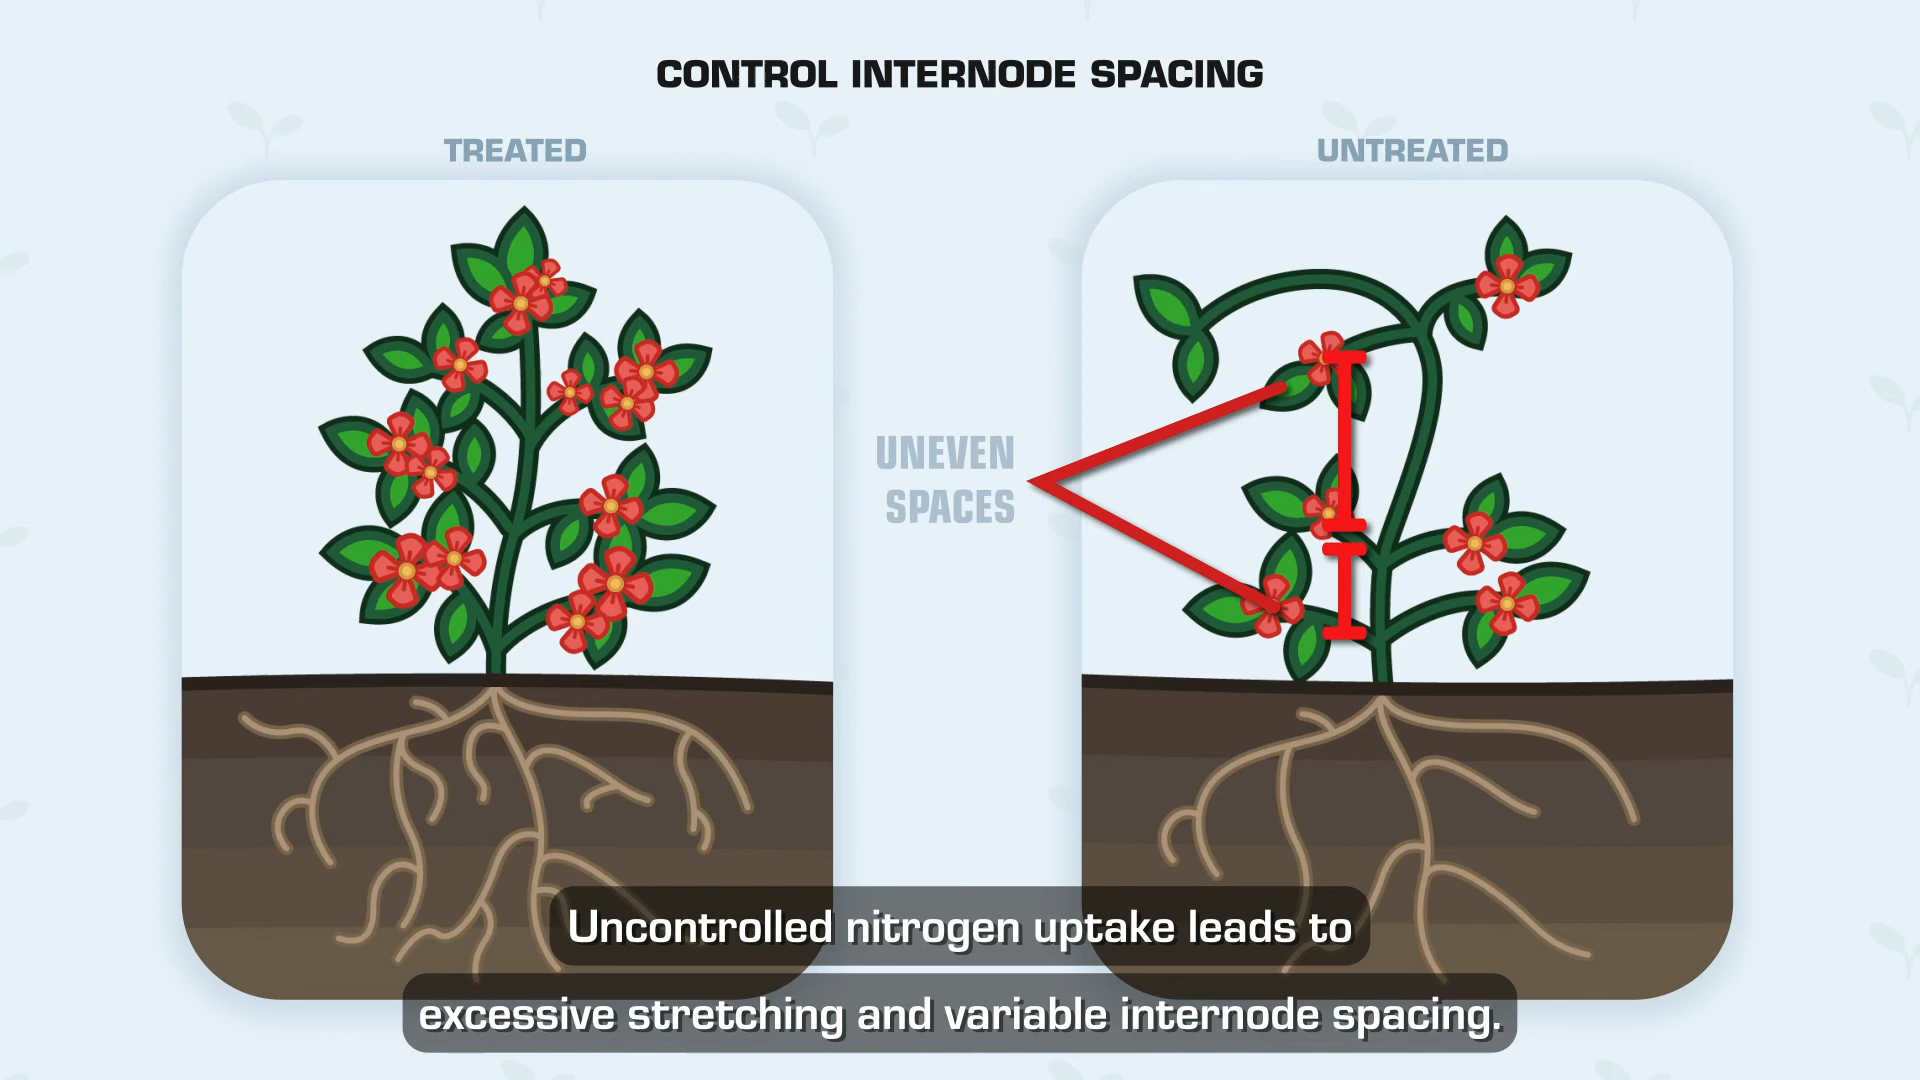 CONTROL INTERNODE SPACING
TREATED
UNTREATED
UNEVEN
SPACES
Uncontrolled nitrogen uptake leads to
excessive stretching and variable internode spacing.